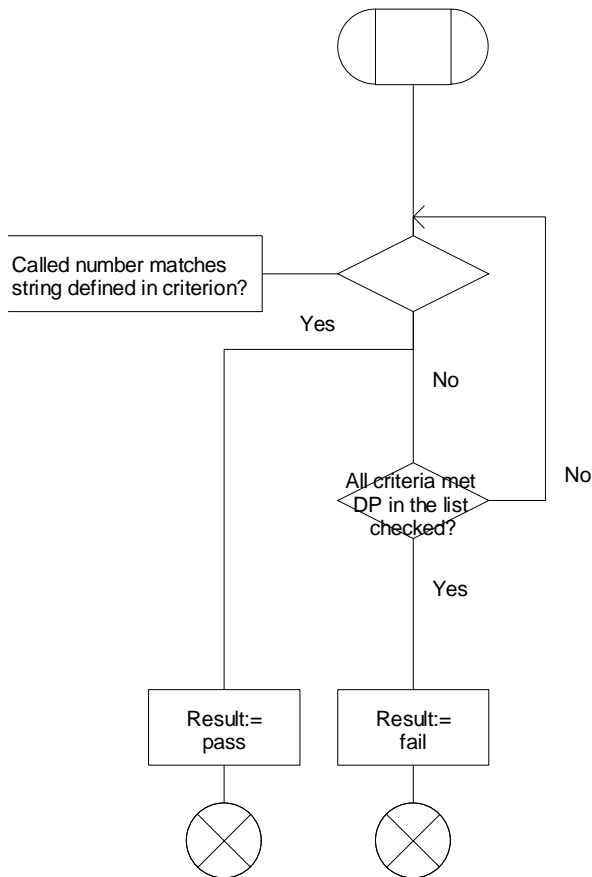 Called number matches
string defined in criterion?
Yes
No
All criteria met
DP in the list
checked?
No
Yes
Result:=
pass
Result:=
fail